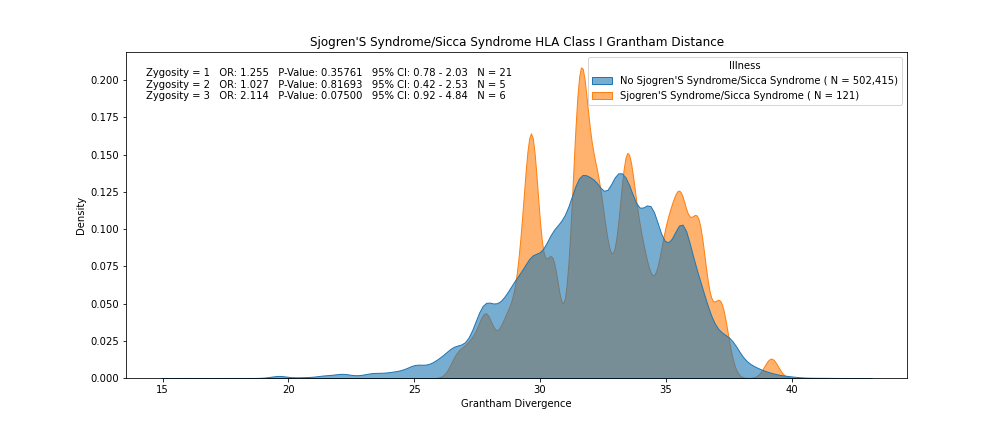 Sjogren'S Syndrome/Sicca Syndrome HLA Class I Grantham Distance
Zygosity = 1 OR: 1.255 P-Value: 0.35761 95% CI: 0.78 - 2.03 N = 21
Zygosity = 2 OR: 1.027 P-Value: 0.81693 95% CI: 0.42 - 2.53 N = 5
Zygosity = 3 OR: 2.114 P-Value: 0.07500 95% CI: 0.92 - 4.84 N = 6
Illness
No Sjogren'S Syndrome/Sicca Syndrome ( N = 502,415)
Sjogren'S Syndrome/Sicca Syndrome ( N = 121)
Density
0.200
0.175
0.150
0.125
0.100
0.075
0.050
0.025
0.000
15 20 25 30 35 40
Grantham Divergence